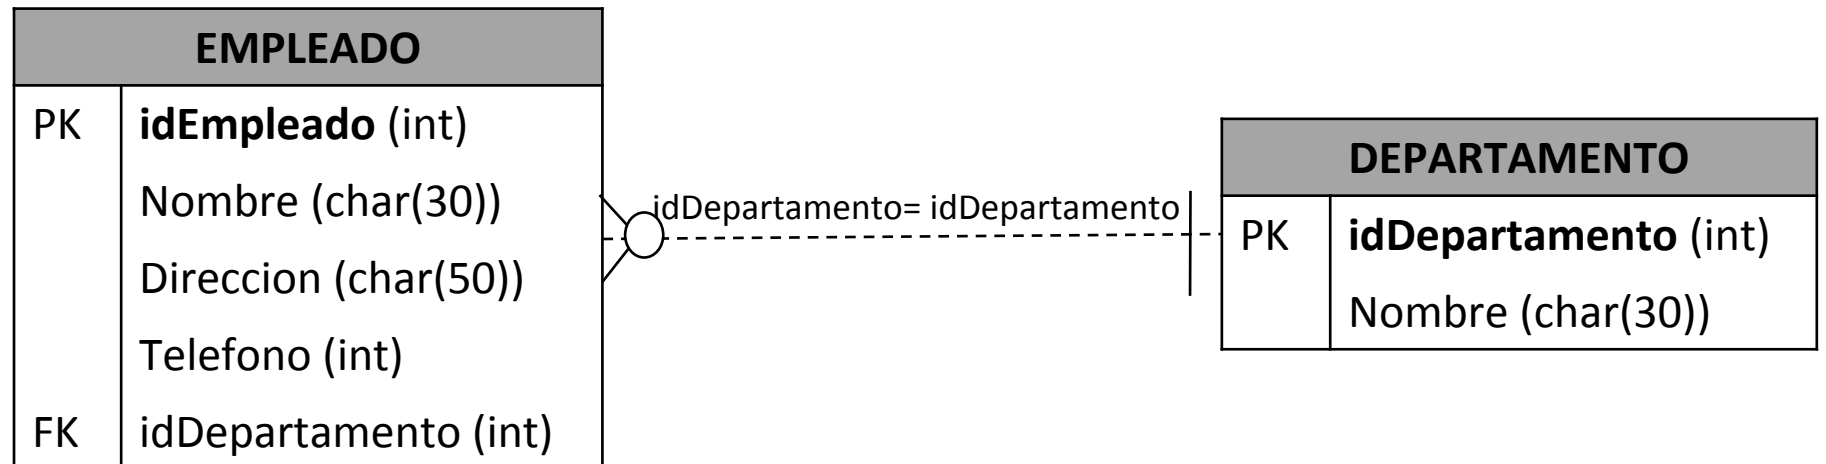 EMPLEADO
PK idEmpleado (int)
Nombre (char(30))
Direccion (char(50))
Telefono (int)
FK idDepartamento (int)
idDepartamento= idDepartamento
DEPARTAMENTO
PK idDepartamento (int)
Nombre (char(30))